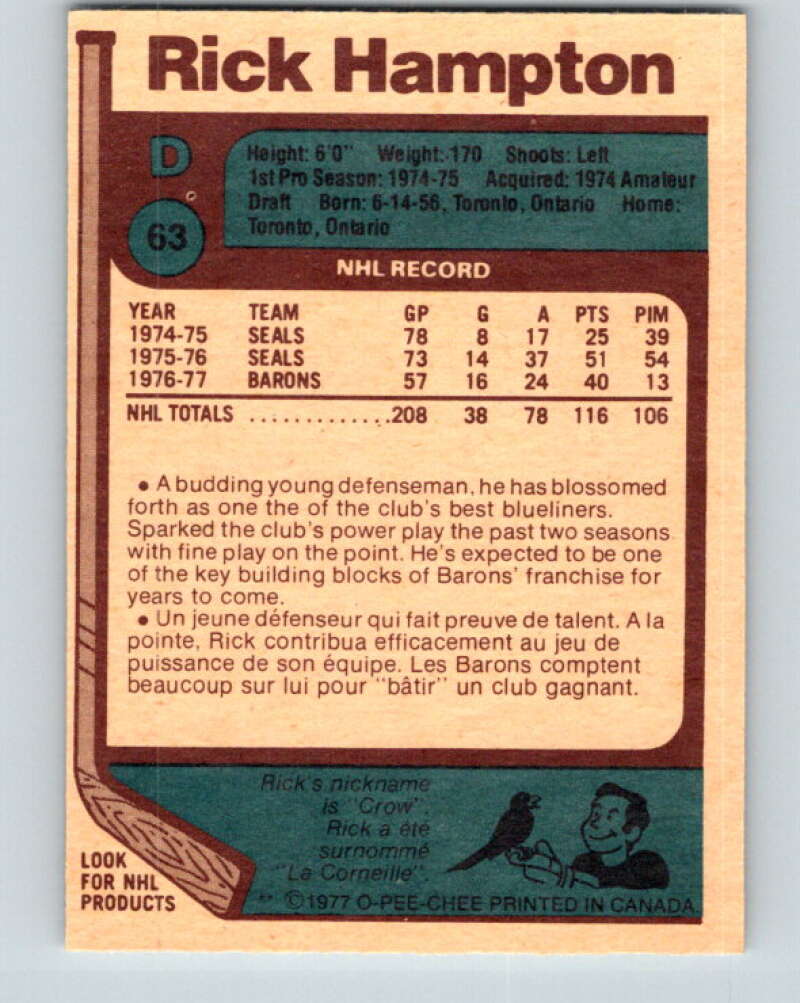 Rick Hampton
D
63
Height: 6'0" Weight: 170 Shoots: Left
1st Pro Season: 1974-75 Acquired: 1974 Amateur
Draft Born: 6-14-56, Toronto, Ontario Home:
Toronto, Ontario
NHL RECORD
YEAR TEAM GP G A PTS PIM
1974-75 SEALS 78 8 17 25 39
1975-76 SEALS 73 14 37 51 54
1976-77 BARONS 57 16 24 40 13
NHL TOTALS .............208 38 78 116 106
• A budding young defenseman, he has blossomed
forth as one the of the club's best blueliners.
Sparked the club's power play the past two seasons
with fine play on the point. He's expected to be one
of the key building blocks of Barons' franchise for
years to come.
• Un jeune défenseur qui fait preuve de talent. A la
pointe, Rick contribua efficacement au jeu de
puissance de son équipe. Les Barons comptent
beaucoup sur lui pour "bâtir" un club gagnant.
Rick's nickname
is "Crow".
Rick a été
surnommé
"La Corneille".
LOOK
FOR NHL
PRODUCTS
** ©1977 O-PEE-CHEE PRINTED IN CANADA.